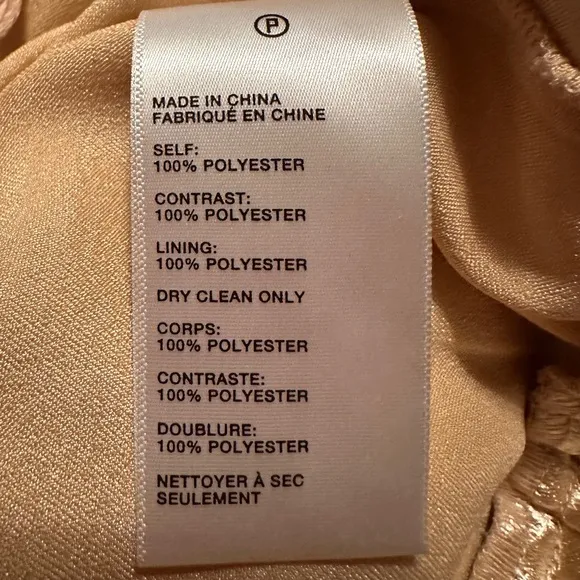 P
MADE IN CHINA
FABRIQUÉ EN CHINE
SELF:
100% POLYESTER
CONTRAST:
100% POLYESTER
LINING:
100% POLYESTER
DRY CLEAN ONLY
CORPS:
100% POLYESTER
CONTRASTE:
100% POLYESTER
DOUBLURE:
100% POLYESTER
NETTOYER À SEC
SEULEMENT